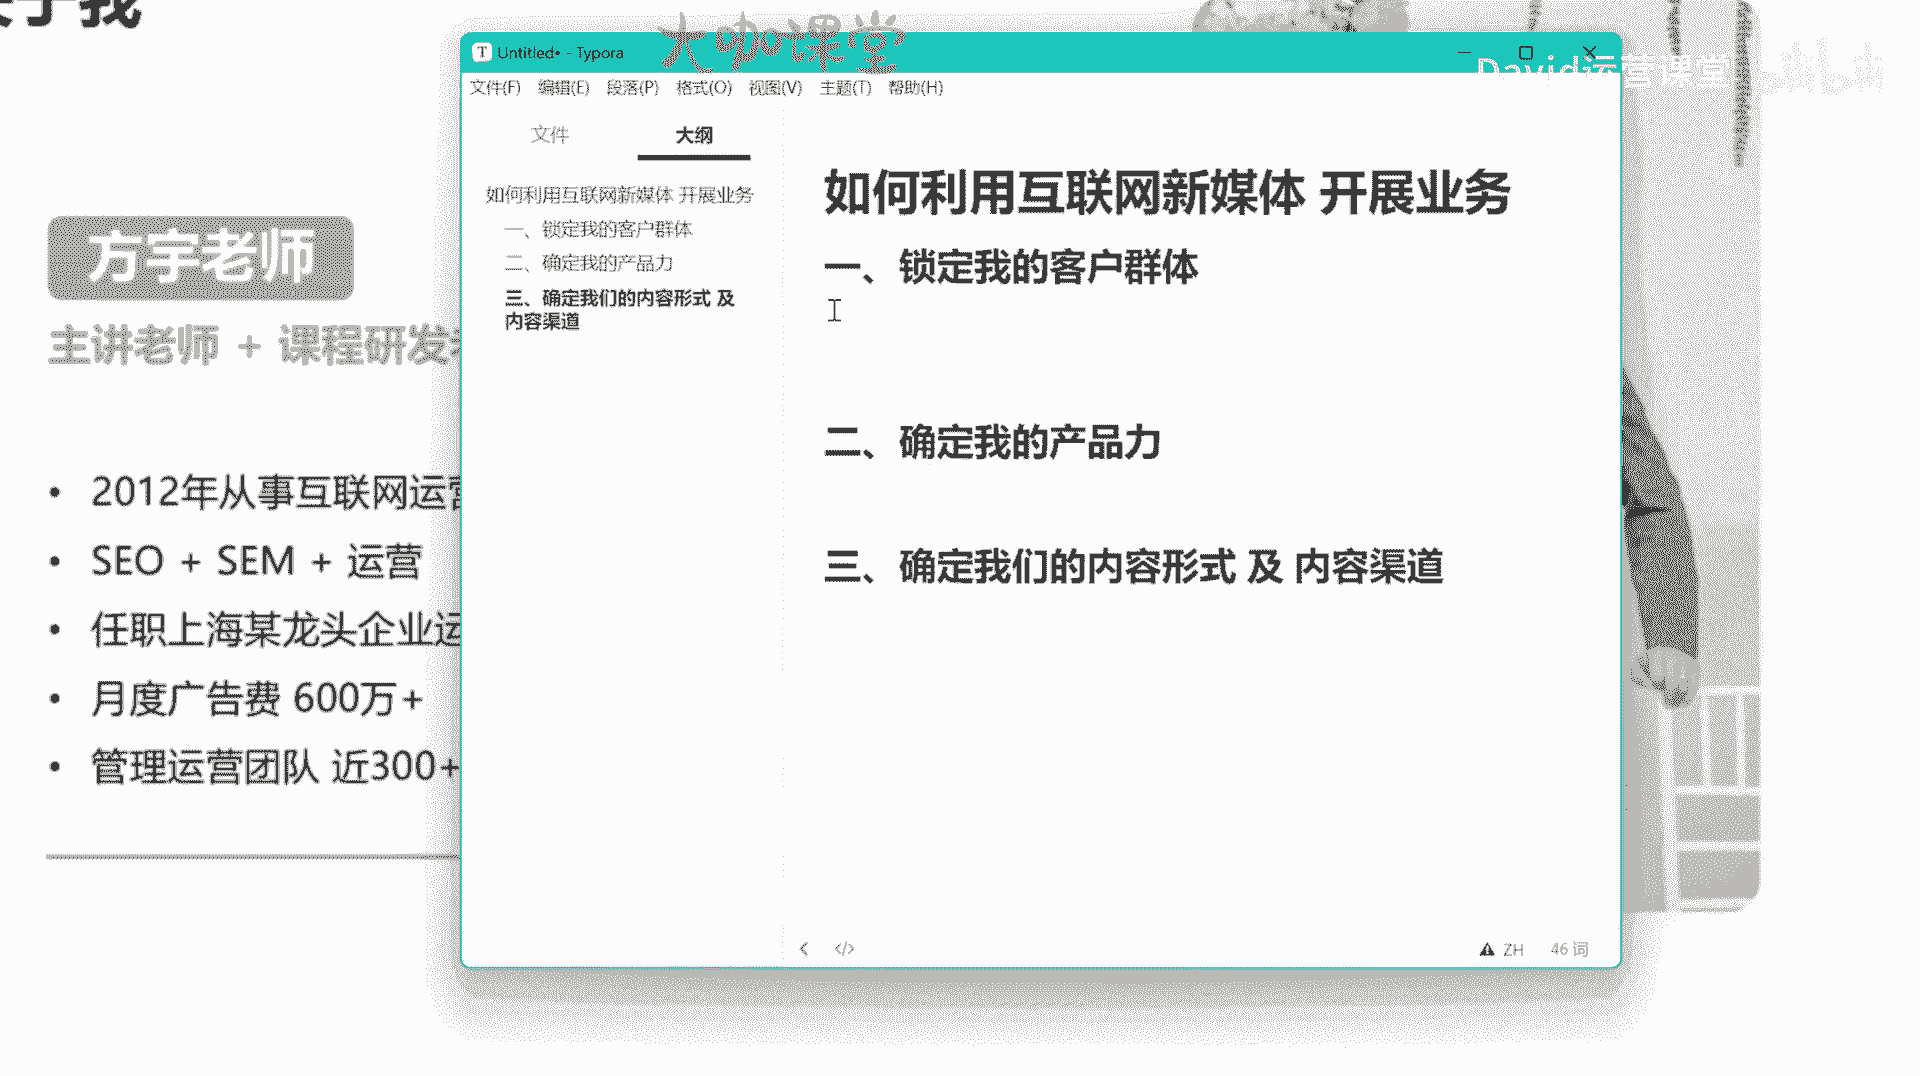 关于我
大咖课堂
David运营课堂 bilibili
Untitled• - Typora
文件(F) 编辑(E) 段落(P) 格式(O) 视图(V) 主题(T) 帮助(H)
文件 大纲
如何利用互联网新媒体 开展业务
一、锁定我的客户群体
二、确定我的产品力
三、确定我们的内容形式 及
内容渠道
如何利用互联网新媒体 开展业务
一、锁定我的客户群体
二、确定我的产品力
三、确定我们的内容形式 及 内容渠道
ZH 46 词
方宇老师
主讲老师 + 课程研发
• 2012年从事互联网运营
• SEO + SEM + 运营
• 任职上海某龙头企业运
• 月度广告费 600万+
• 管理运营团队 近300+